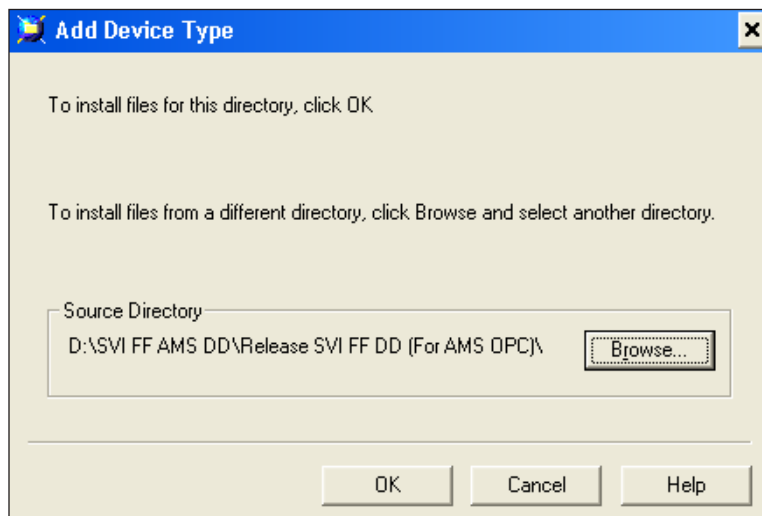 Add Device Type
To install files for this directory, click OK
To install files from a different directory, click Browse and select another directory.
Source Directory
D:\SVI FF AMS DD\Release SVI FF DD (For AMS OPC)\
Browse...
OK
Cancel
Help